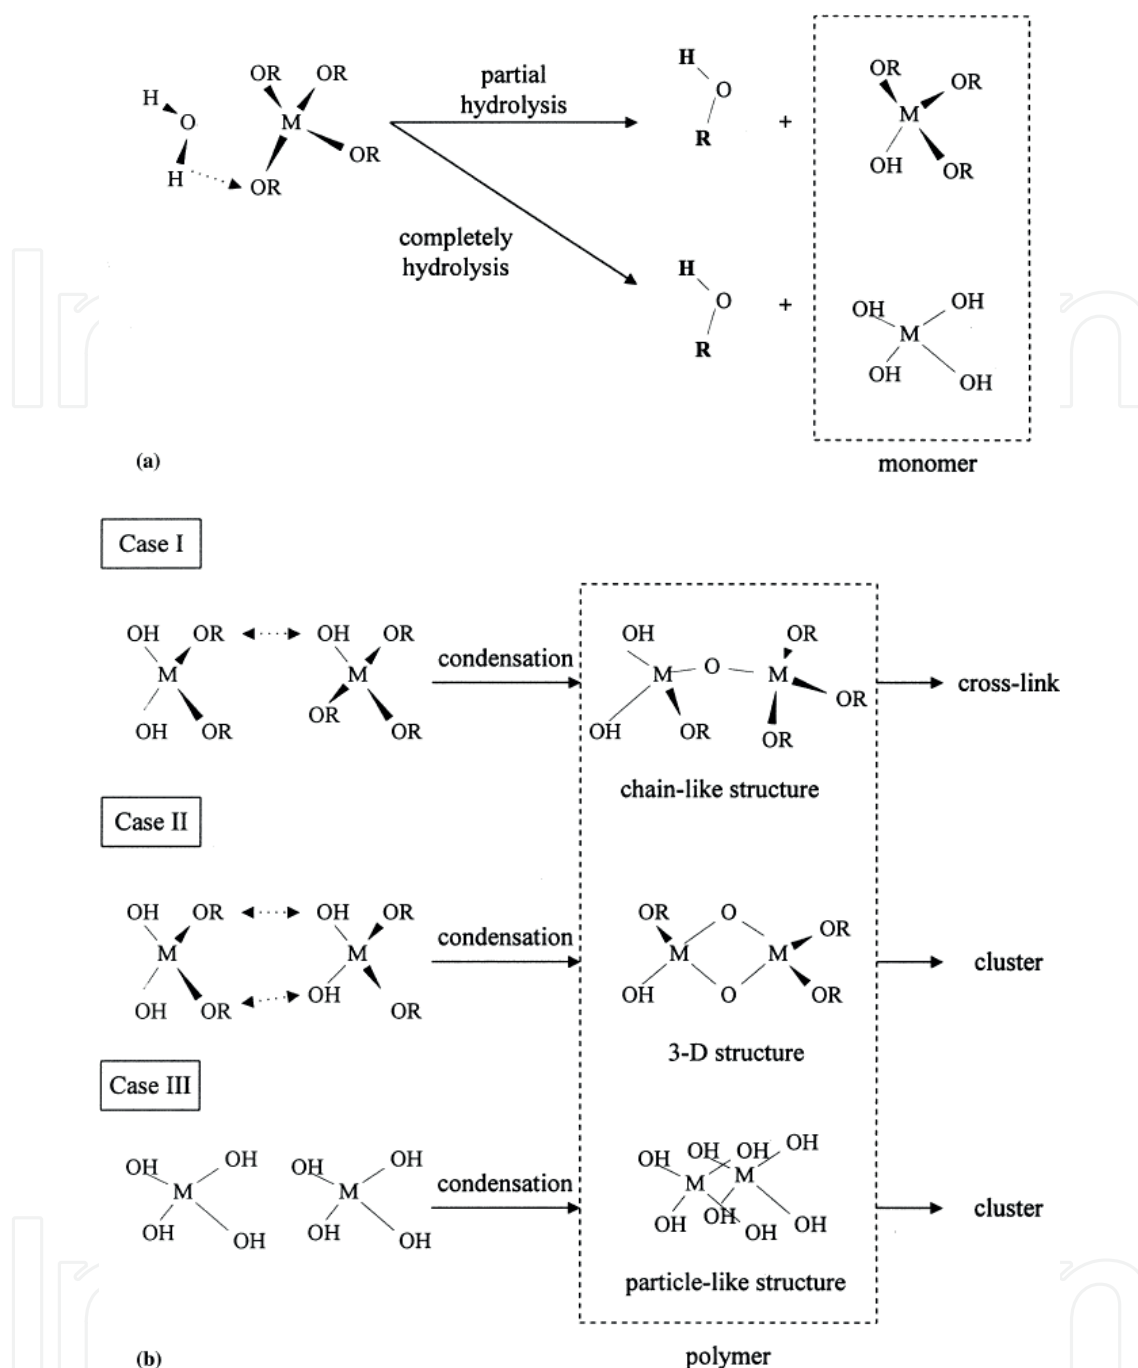 H
O
H
OR
OR
M
OR
OR
partial
hydrolysis
H
O
R
+
OR
OR
M
OH
OR
completely
hydrolysis
H
O
R
+
OH
OH
M
OH
OH
monomer
(a)
Case I
OH
OR
M
OH
OR
OH
OR
M
OR
OR
condensation
OH
M
O
M
OR
OR
OH
OR
OR
chain-like structure
cross-link
Case II
OH
OR
M
OH
OR
OH
OR
M
OH
OR
condensation
OR
O
OR
M
M
OH
O
OR
3-D structure
cluster
Case III
OH
OH
M
OH
OH
OH
OH
M
OH
OH
condensation
OH
OH
OH
OH
M
M
OH
OH
OH
OH
particle-like structure
cluster
polymer
(b)